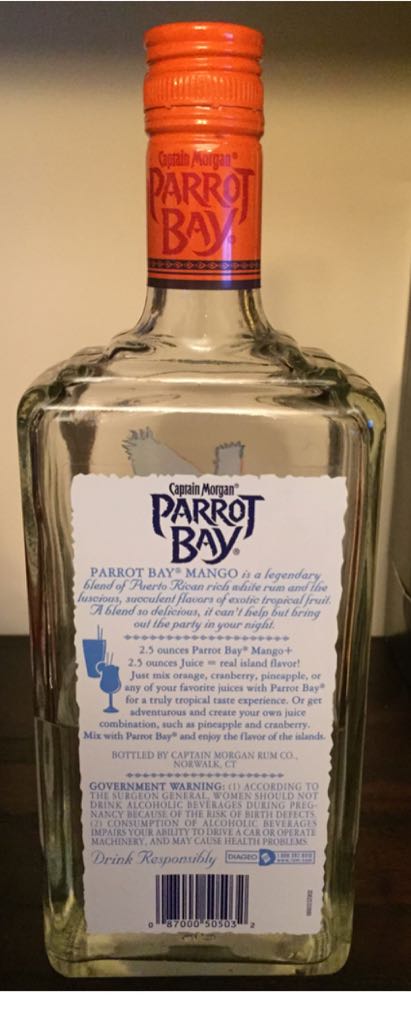 Captain Morgan®
PARROT
BAY®
Captain Morgan®
PARROT
BAY®
PARROT BAY® MANGO is a legendary
blend of Puerto Rican rich white rum and the
luscious, succulent flavors of exotic tropical fruit.
A blend so delicious, it can't help but bring
out the party in your night.
2.5 ounces Parrot Bay® Mango+
2.5 ounces Juice = real island flavor!
Just mix orange, cranberry, pineapple, or
any of your favorite juices with Parrot Bay®
for a truly tropical taste experience. Or get
adventurous and create your own juice
combination, such as pineapple and cranberry.
Mix with Parrot Bay® and enjoy the flavor of the islands.
BOTTLED BY CAPTAIN MORGAN RUM CO.,
NORWALK, CT
GOVERNMENT WARNING: (1) ACCORDING TO
THE SURGEON GENERAL, WOMEN SHOULD NOT
DRINK ALCOHOLIC BEVERAGES DURING PREG-
NANCY BECAUSE OF THE RISK OF BIRTH DEFECTS.
(2) CONSUMPTION OF ALCOHOLIC BEVERAGES
IMPAIRS YOUR ABILITY TO DRIVE A CAR OR OPERATE
MACHINERY, AND MAY CAUSE HEALTH PROBLEMS.
Drink Responsibly DIAGEO
0 87000 50503 2